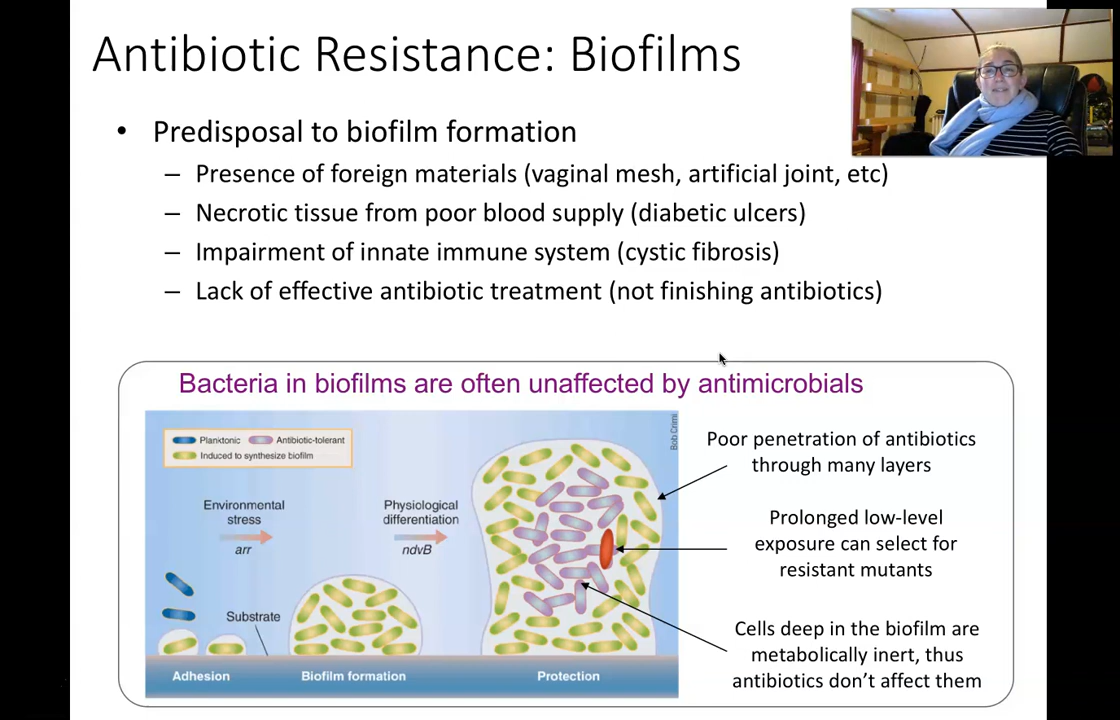 Antibiotic Resistance: Biofilms
• Predisposal to biofilm formation
– Presence of foreign materials (vaginal mesh, artificial joint, etc)
– Necrotic tissue from poor blood supply (diabetic ulcers)
– Impairment of innate immune system (cystic fibrosis)
– Lack of effective antibiotic treatment (not finishing antibiotics)
Bacteria in biofilms are often unaffected by antimicrobials
Planktonic
Antibiotic-tolerant
Induced to synthesize biofilm
Bob Crimi
Environmental
stress
arr
Physiological
differentiation
ndvB
Substrate
Adhesion
Biofilm formation
Protection
Poor penetration of antibiotics
through many layers
Prolonged low-level
exposure can select for
resistant mutants
Cells deep in the biofilm are
metabolically inert, thus
antibiotics don’t affect them